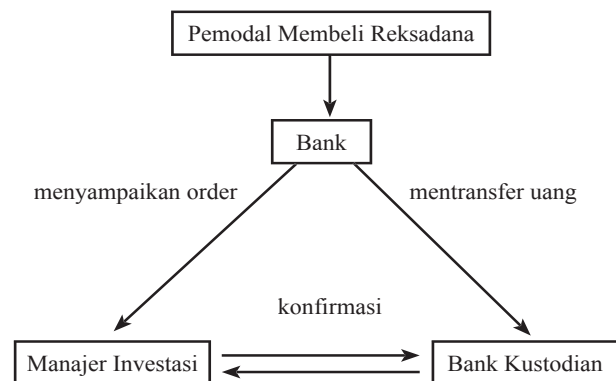 Pemodal Membeli Reksadana
Bank
menyampaikan order
mentransfer uang
konfirmasi
Manajer Investasi
Bank Kustodian